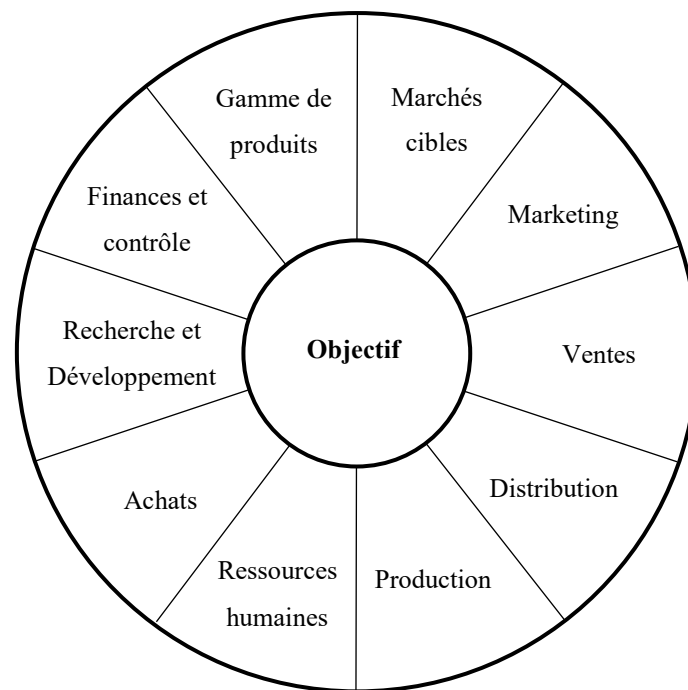 Gamme de
produits
Marchés
cibles
Marketing
Ventes
Distribution
Production
Ressources
humaines
Achats
Recherche et
Développement
Finances et
contrôle
Objectif